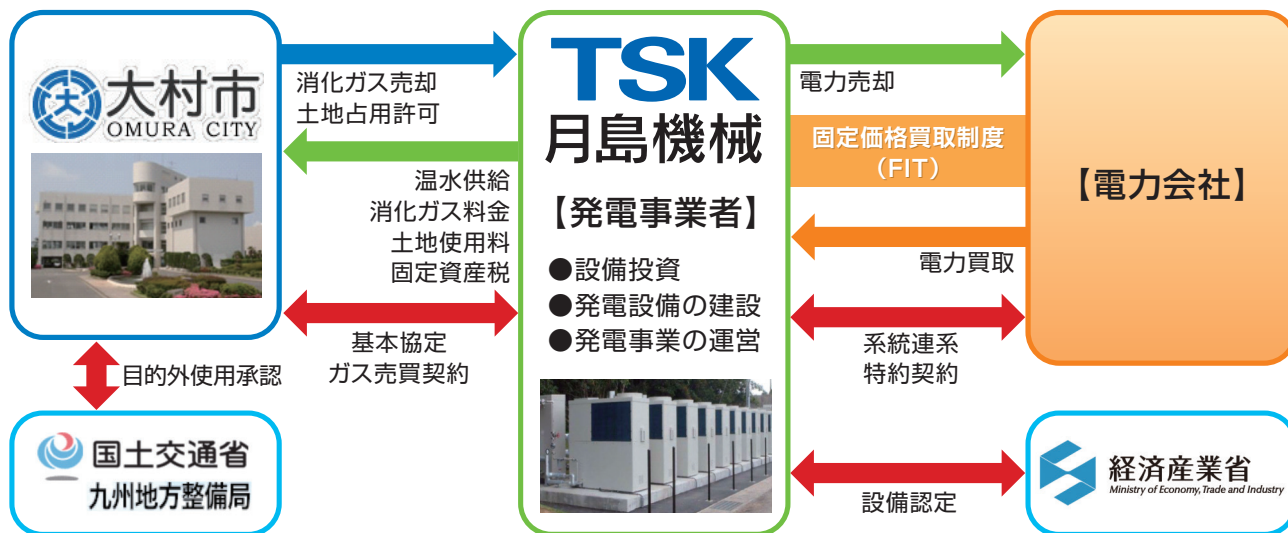 大村市
OMURA CITY
消化ガス売却
土地占用許可
温水供給
消化ガス料金
土地使用料
固定資産税
基本協定
ガス売買契約
目的外使用承認
国土交通省
九州地方整備局
TSK
月島機械
【発電事業者】
●設備投資
●発電設備の建設
●発電事業の運営
電力売却
固定価格買取制度
（FIT）
電力買取
系統連系
特約契約
設備認定
【電力会社】
経済産業省
Ministry of Economy, Trade and Industry